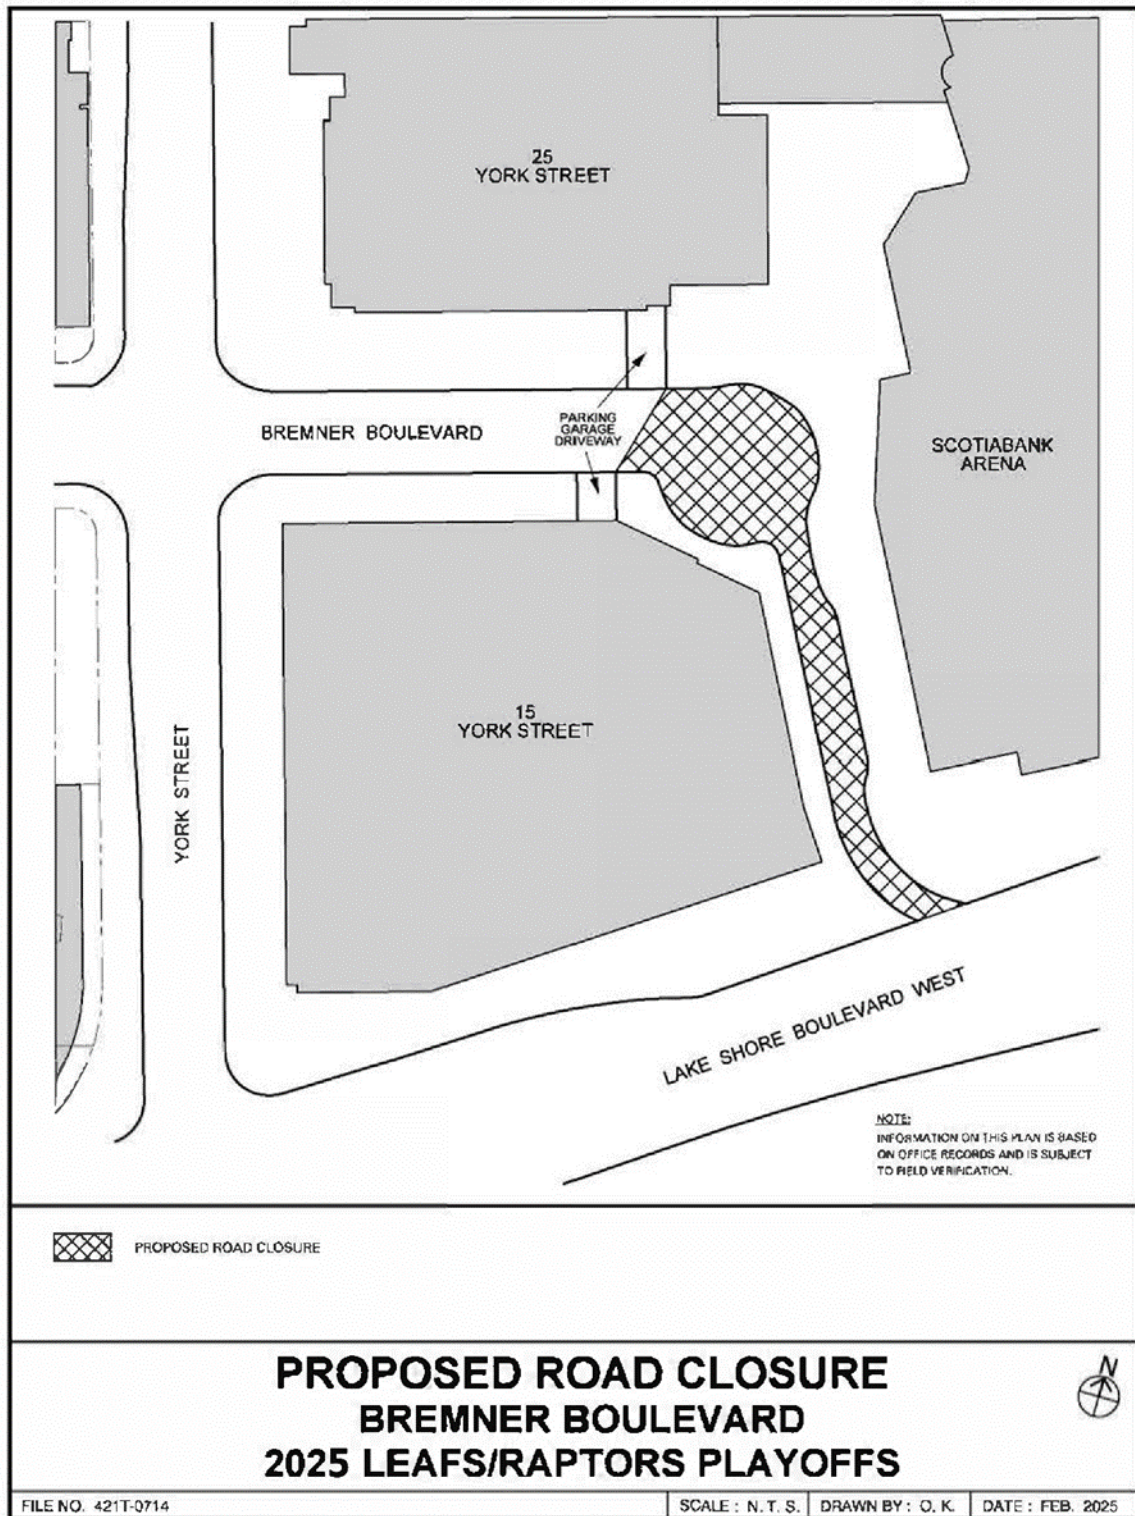 25
YORK STREET
PARKING
GARAGE
DRIVEWAY
BREMNER BOULEVARD
SCOTIABANK
ARENA
15
YORK STREET
YORK STREET
LAKE SHORE BOULEVARD WEST
NOTE:
INFORMATION ON THIS PLAN IS BASED
ON OFFICE RECORDS AND IS SUBJECT
TO FIELD VERIFICATION.
PROPOSED ROAD CLOSURE
PROPOSED ROAD CLOSURE
BREMNER BOULEVARD
2025 LEAFS/RAPTORS PLAYOFFS
N
FILE NO. 421T-0714
SCALE : N. T. S.
DRAWN BY : O. K.
DATE : FEB. 2025